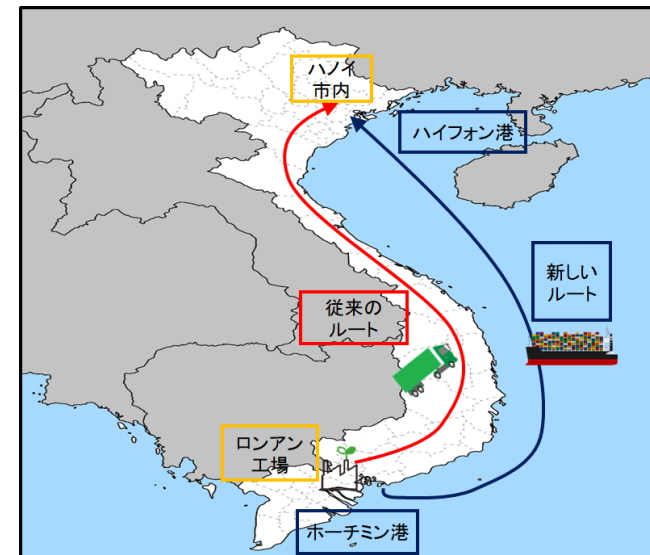 ハノイ
市内
ハイフォン港
新しい
ルート
従来の
ルート
ロンアン
工場
ホーチミン港